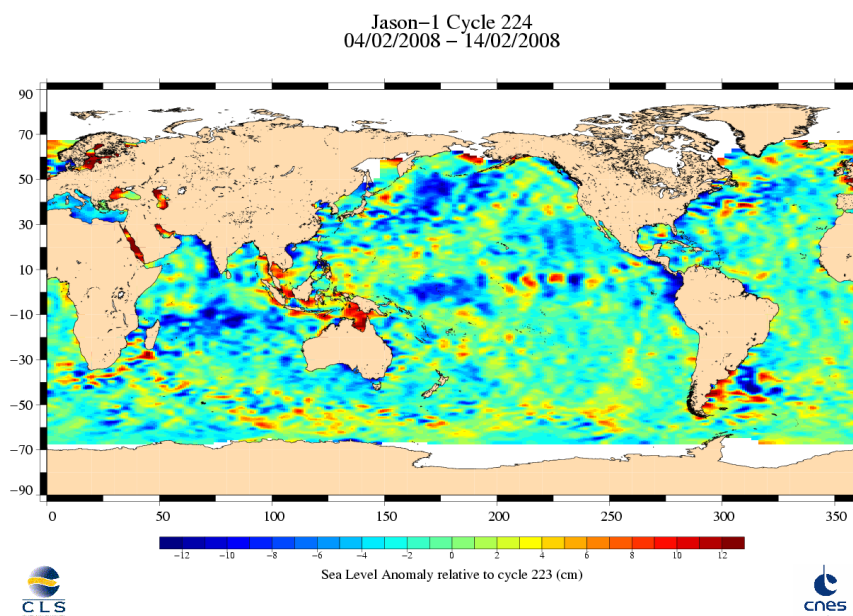 Jason-1 Cycle 224
04/02/2008 - 14/02/2008
90
70
50
30
10
-10
-30
-50
-70
-90
0 50 100 150 200 250 300 350
-12 -10 -8 -6 -4 -2 0 2 4 6 8 10 12
Sea Level Anomaly relative to cycle 223 (cm)
CLS
cnes